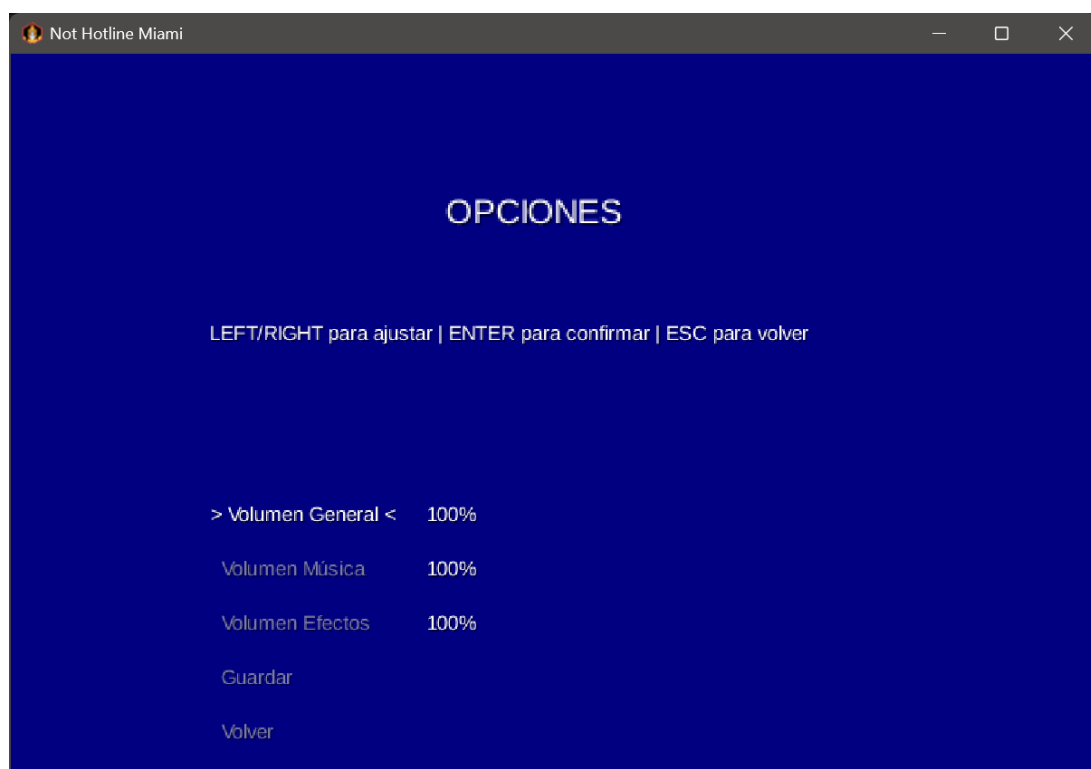 Not Hotline Miami
OPCIONES
LEFT/RIGHT para ajustar | ENTER para confirmar | ESC para volver
> Volumen General < 100%
Volumen Música 100%
Volumen Efectos 100%
Guardar
Volver